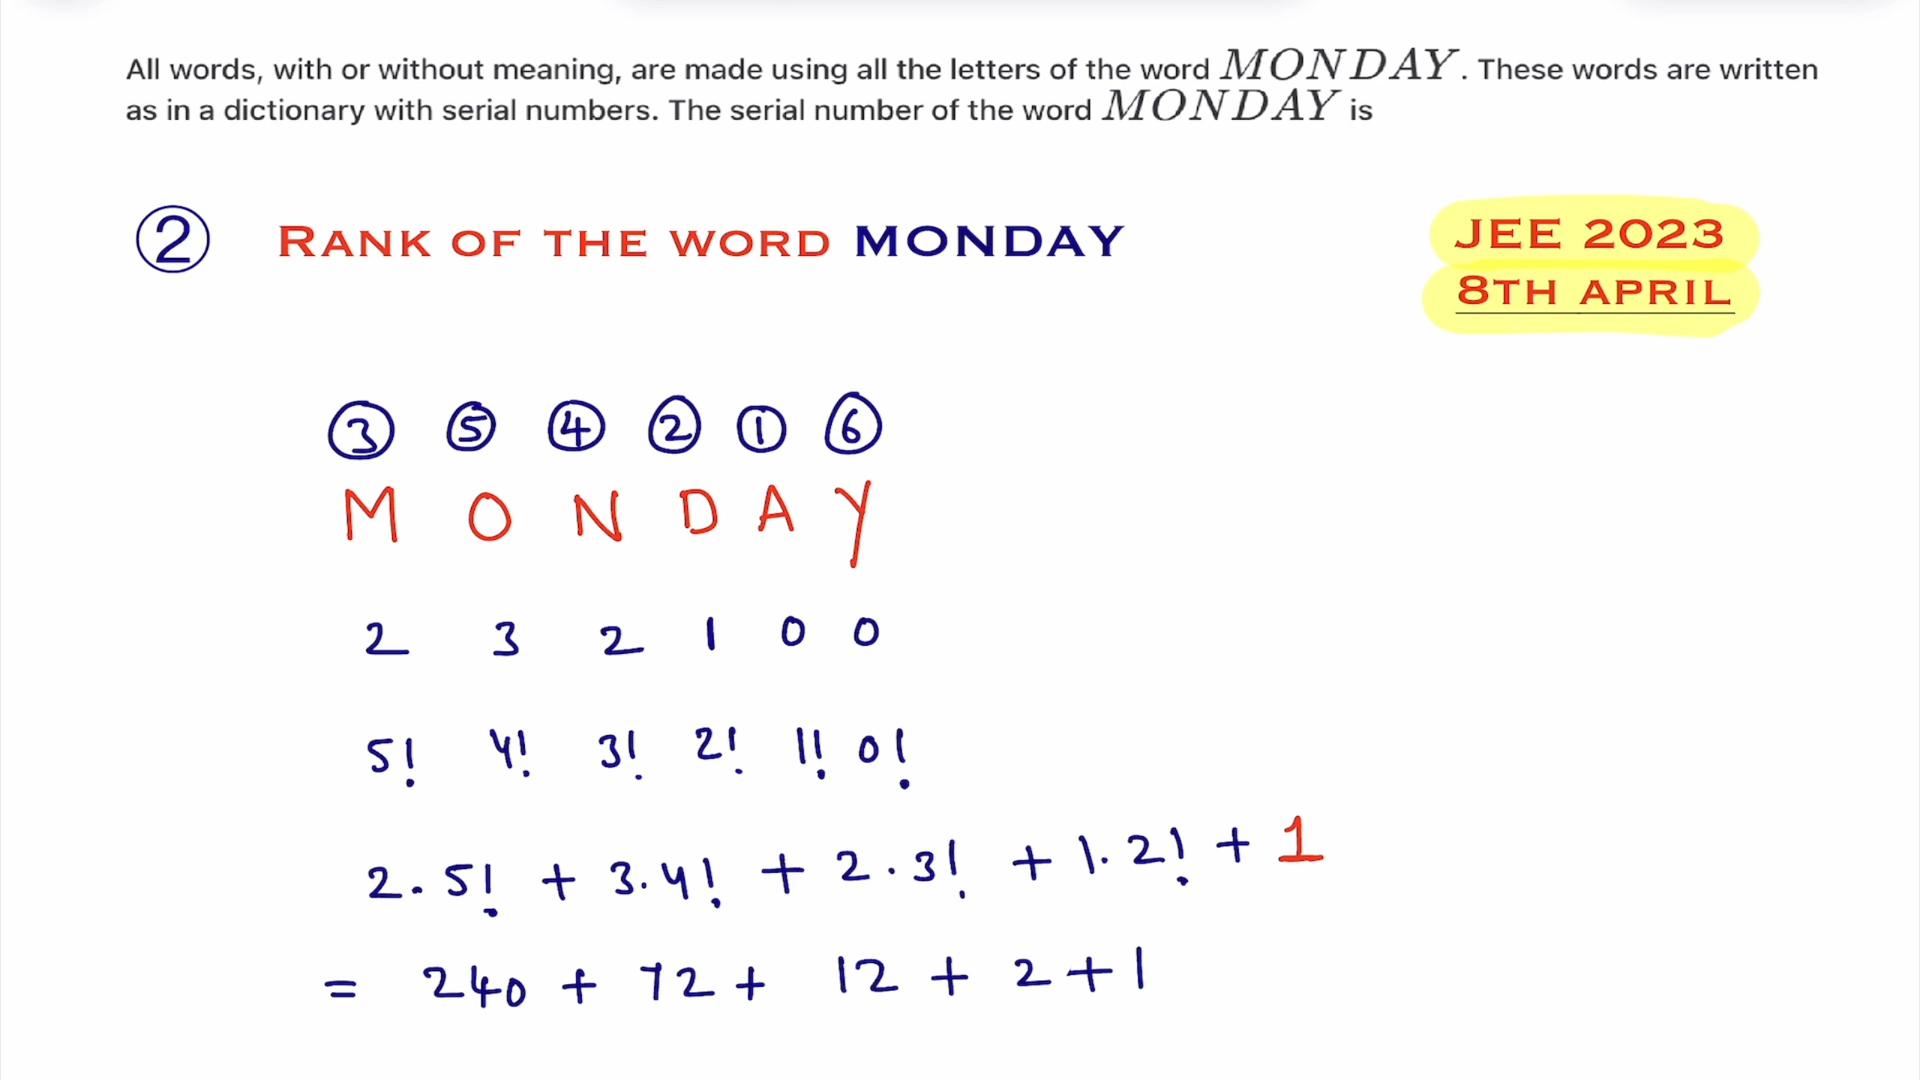 All words, with or without meaning, are made using all the letters of the word MONDAY. These words are written
as in a dictionary with serial numbers. The serial number of the word MONDAY is
② RANK OF THE WORD MONDAY
JEE 2023
8TH APRIL
③ ⑤ ④ ② ① ⑥
M O N D A Y
2 3 2 1 0 0
5! 4! 3! 2! 1! 0!
2.5! + 3.4! + 2.3! + 1.2! + 1
= 240 + 72 + 12 + 2 + 1